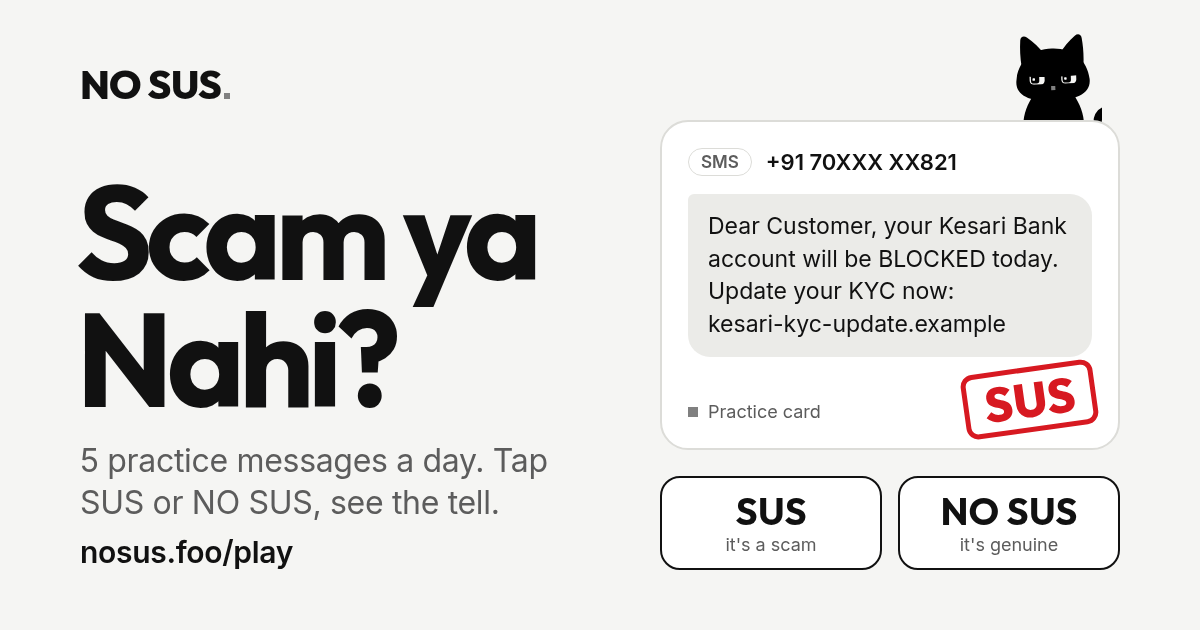 NO SUS.
Scam ya
Nahi?
5 practice messages a day. Tap
SUS or NO SUS, see the tell.
nosus.foo/play
SMS +91 70XXX XX821
Dear Customer, your Kesari Bank
account will be BLOCKED today.
Update your KYC now:
kesari-kyc-update.example
Practice card
SUS
SUS
it's a scam
NO SUS
it's genuine